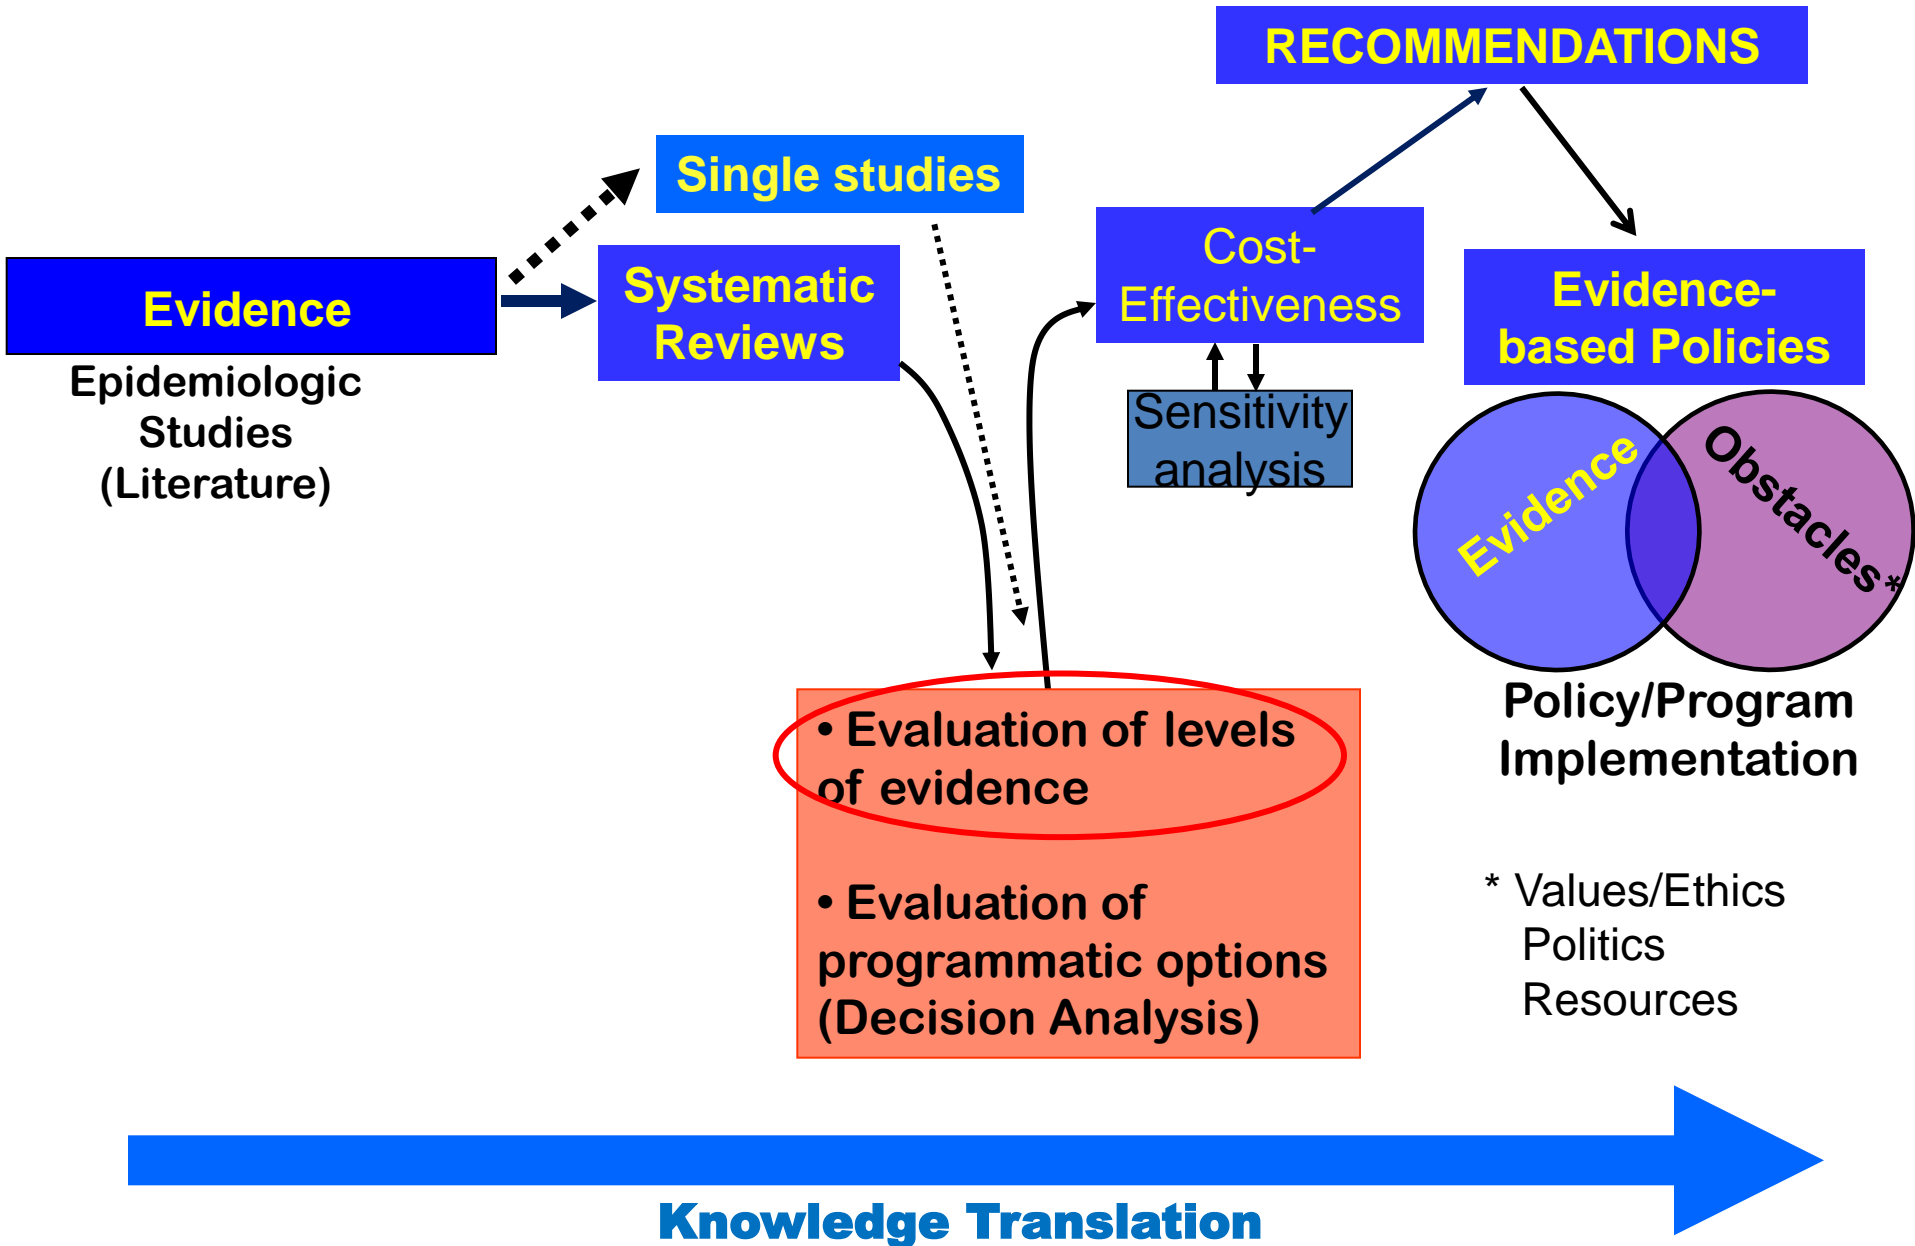 RECOMMENDATIONS
Single studies
Evidence
Epidemiologic
Studies
(Literature)
Systematic
Reviews
Cost-
Effectiveness
Sensitivity
analysis
Evidence-
based Policies
Evidence
Obstacles*
Policy/Program
Implementation
• Evaluation of levels
of evidence
• Evaluation of
programmatic options
(Decision Analysis)
* Values/Ethics
Politics
Resources
Knowledge Translation